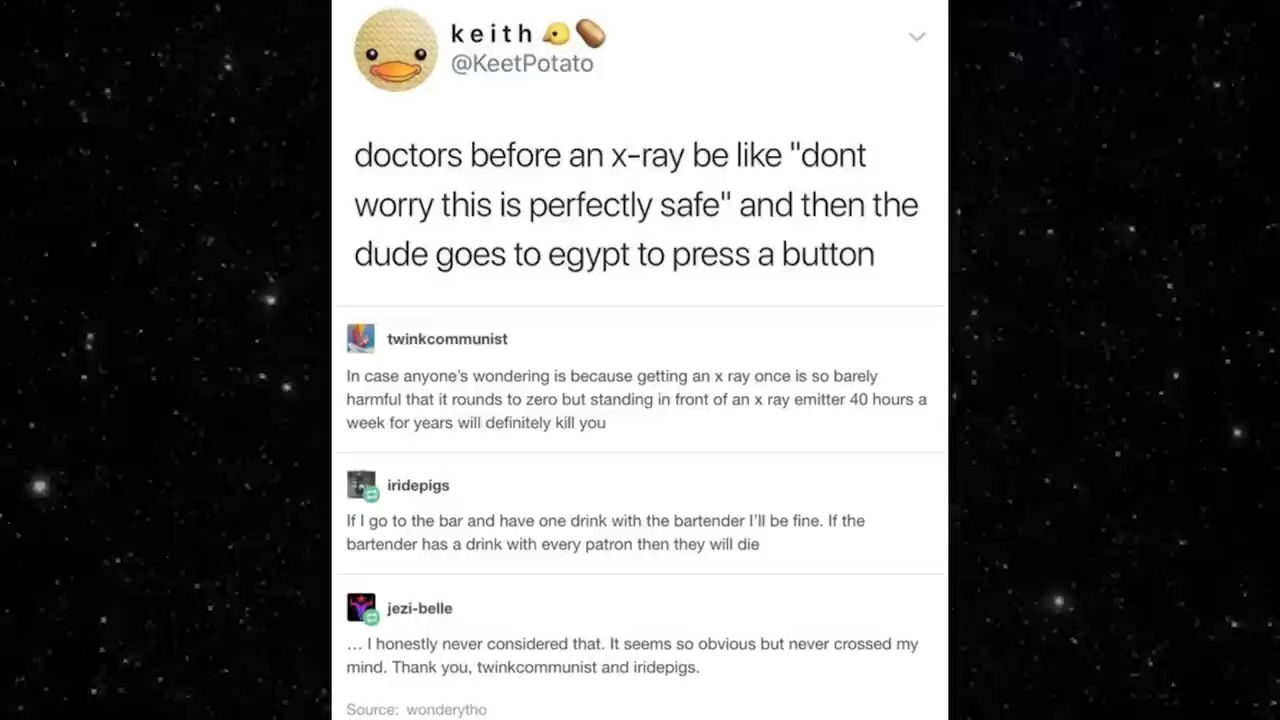 keith 🐤🥔
@KeetPotato
doctors before an x-ray be like "dont
worry this is perfectly safe" and then the
dude goes to egypt to press a button
twinkcommunist
In case anyone's wondering is because getting an x ray once is so barely
harmful that it rounds to zero but standing in front of an x ray emitter 40 hours a
week for years will definitely kill you
iridepigs
If I go to the bar and have one drink with the bartender I'll be fine. If the
bartender has a drink with every patron then they will die
jezi-belle
... I honestly never considered that. It seems so obvious but never crossed my
mind. Thank you, twinkcommunist and iridepigs.
Source: wonderytho